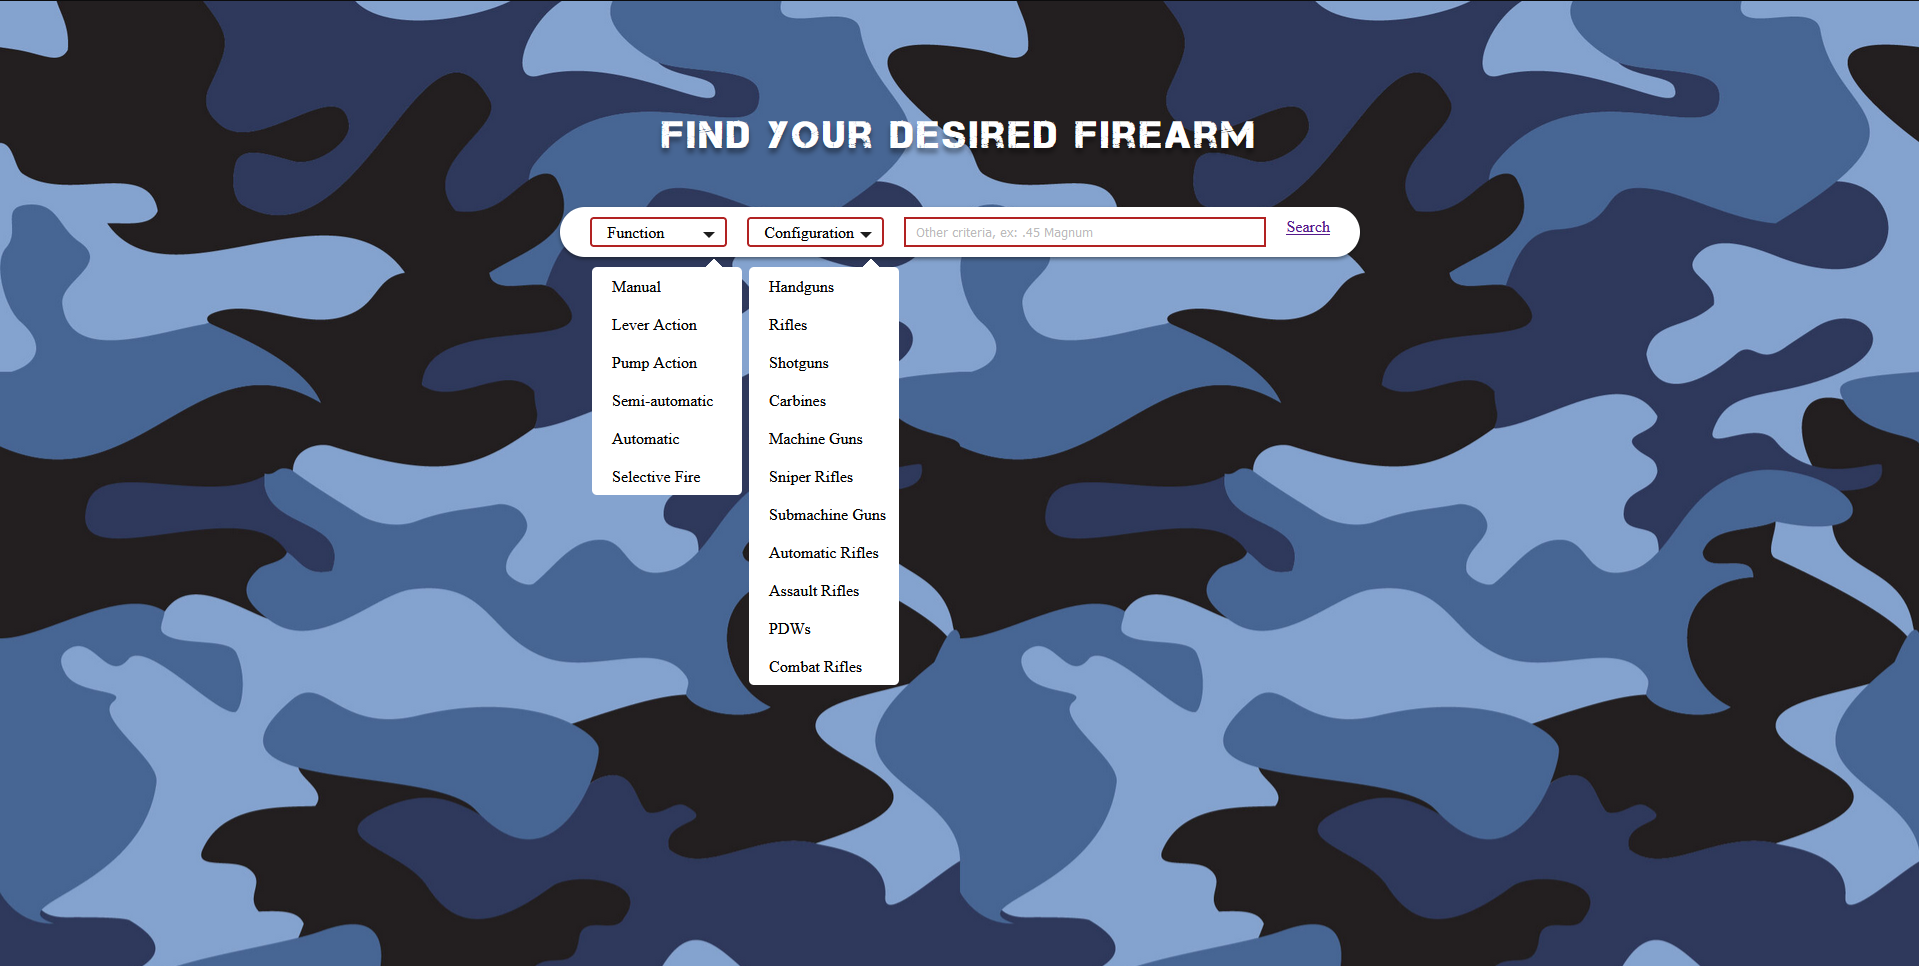 FIND YOUR DESIRED FIREARM
Function
Configuration
Other criteria, ex: .45 Magnum
Search
Manual
Lever Action
Pump Action
Semi-automatic
Automatic
Selective Fire
Handguns
Rifles
Shotguns
Carbines
Machine Guns
Sniper Rifles
Submachine Guns
Automatic Rifles
Assault Rifles
PDWs
Combat Rifles